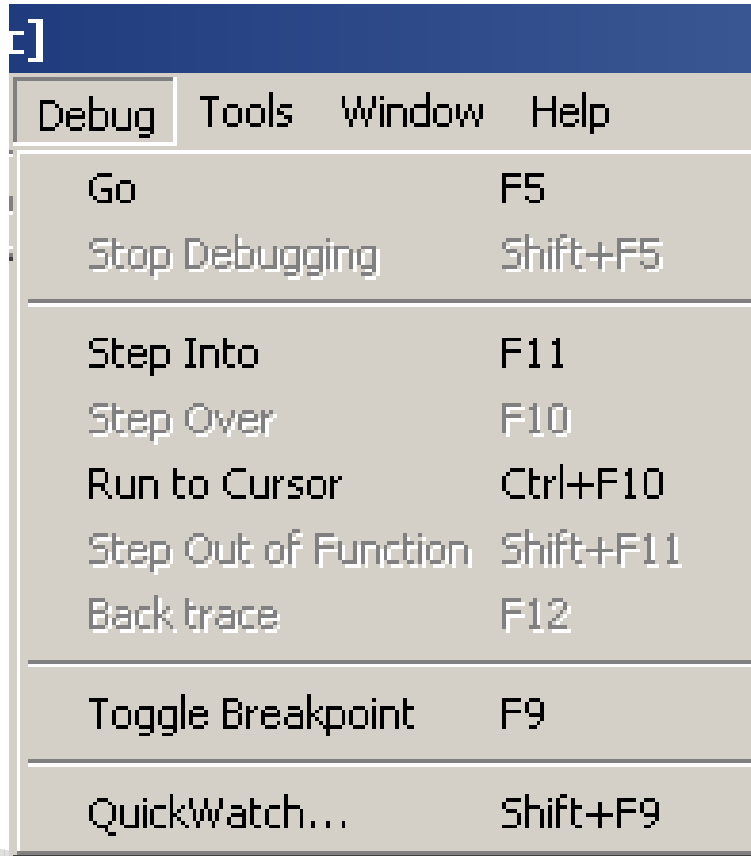 :]
Debug Tools Window Help
Go F5
Stop Debugging Shift+F5
Step Into F11
Step Over F10
Run to Cursor Ctrl+F10
Step Out of Function Shift+F11
Back trace F12
Toggle Breakpoint F9
QuickWatch... Shift+F9